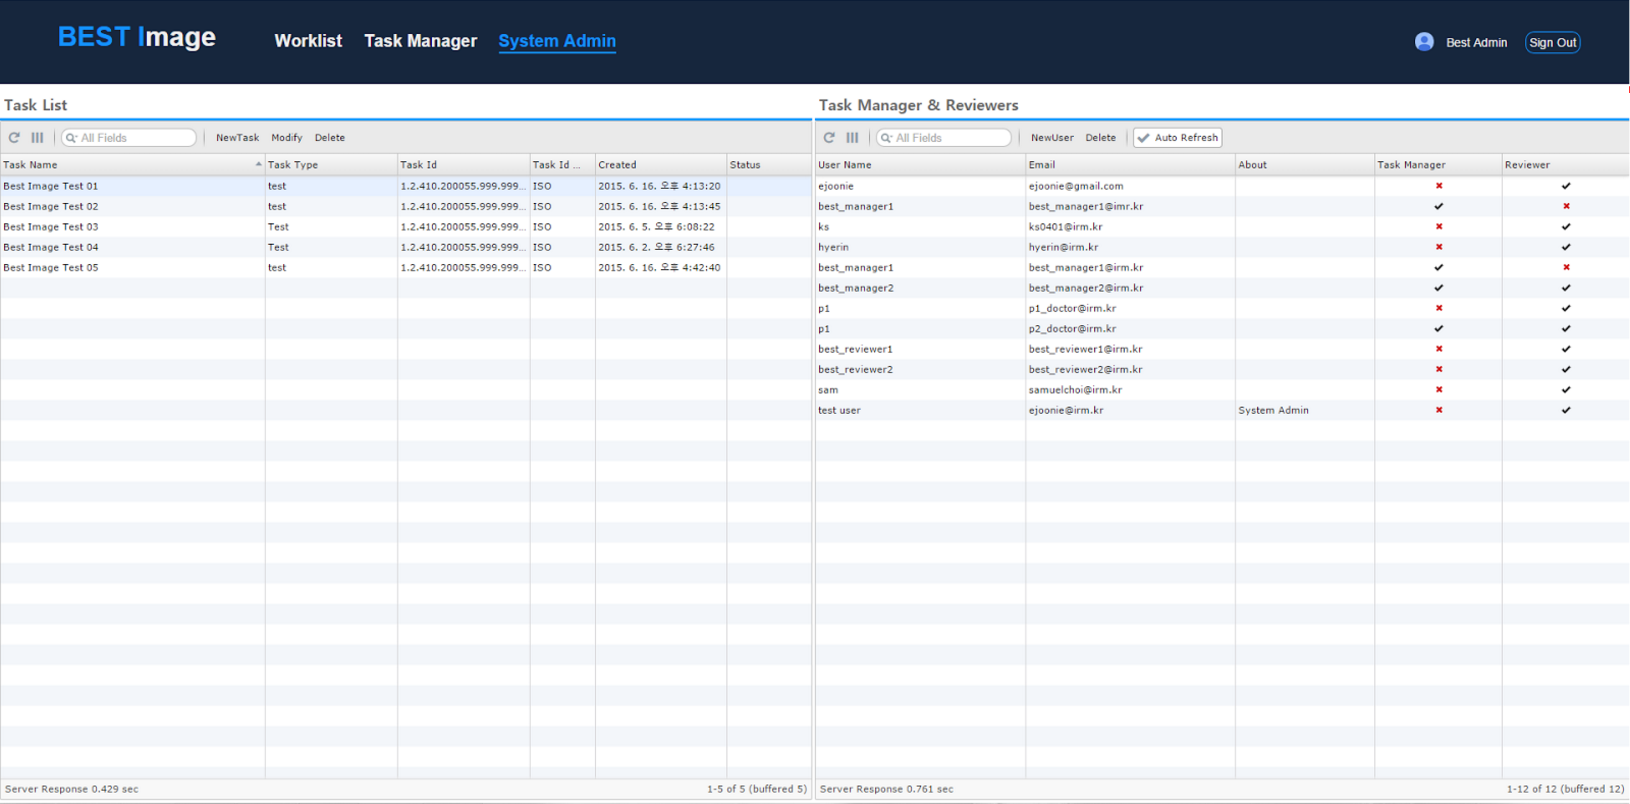 BEST Image Worklist Task Manager System Admin Best Admin Sign Out
Task List
All Fields NewTask Modify Delete
Task Name Task Type Task Id Task Id ... Created Status
Best Image Test 01 test 1.2.410.200055.999.999... ISO 2015. 6. 16. 오후 4:13:20
Best Image Test 02 test 1.2.410.200055.999.999... ISO 2015. 6. 16. 오후 4:13:45
Best Image Test 03 Test 1.2.410.200055.999.999... ISO 2015. 6. 5. 오후 6:08:22
Best Image Test 04 Test 1.2.410.200055.999.999... ISO 2015. 6. 2. 오후 6:27:46
Best Image Test 05 test 1.2.410.200055.999.999... ISO 2015. 6. 16. 오후 4:42:40
Server Response 0.429 sec 1-5 of 5 (buffered 5)
Task Manager & Reviewers
All Fields NewUser Delete Auto Refresh
User Name Email About Task Manager Reviewer
ejoonie ejoonie@gmail.com
best_manager1 best_manager1@imr.kr
ks ks0401@irm.kr
hyerin hyerin@irm.kr
best_manager1 best_manager1@irm.kr
best_manager2 best_manager2@irm.kr
p1 p1_doctor@irm.kr
p1 p2_doctor@irm.kr
best_reviewer1 best_reviewer1@irm.kr
best_reviewer2 best_reviewer2@irm.kr
sam samuelchoi@irm.kr
test user ejoonie@irm.kr System Admin
Server Response 0.761 sec 1-12 of 12 (buffered 12)